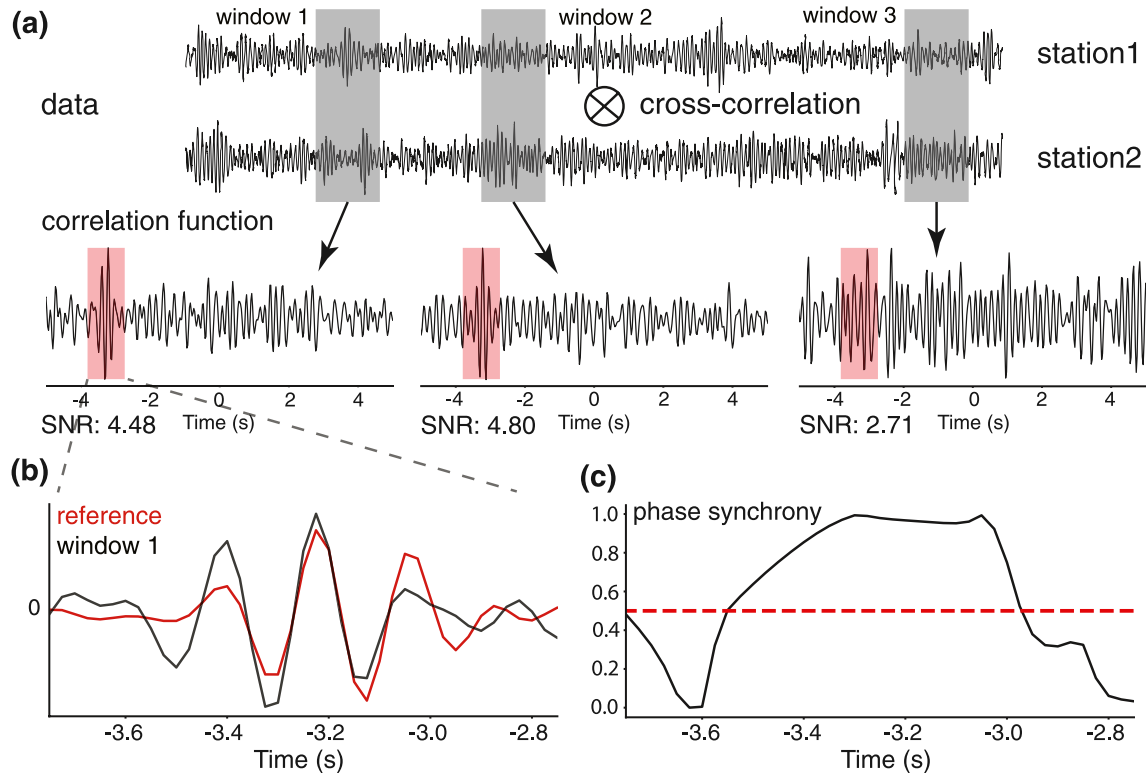 (a)
window 1
window 2
window 3
station1
data
cross-correlation
station2
correlation function
-4 -2 0 2 4
-4 -2 0 2 4
-4 -2 0 2 4
SNR: 4.48
Time (s)
SNR: 4.80
Time (s)
SNR: 2.71
Time (s)
(b)
reference
window 1
0
-3.6 -3.4 -3.2 -3.0 -2.8
Time (s)
(c)
phase synchrony
1.0
0.8
0.6
0.4
0.2
0.0
-3.6 -3.4 -3.2 -3.0 -2.8
Time (s)